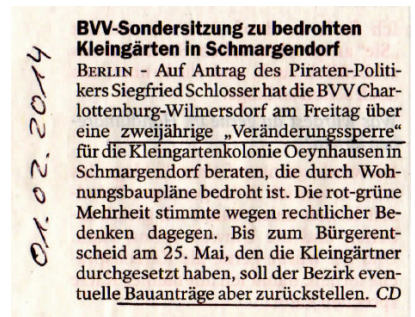 01.02.2014
BVV-Sondersitzung zu bedrohten
Kleingärten in Schmargendorf
BERLIN - Auf Antrag des Piraten-Politi-
kers Siegfried Schlosser hat die BVV Char-
lottenburg-Wilmersdorf am Freitag über
eine zweijährige „Veränderungssperre“
für die Kleingartenkolonie Oeynhausen in
Schmargendorf beraten, die durch Woh-
nungsbaupläne bedroht ist. Die rot-grüne
Mehrheit stimmte wegen rechtlicher Be-
denken dagegen. Bis zum Bürgerent-
scheid am 25. Mai, den die Kleingärtner
durchgesetzt haben, soll der Bezirk even-
tuelle Bauanträge aber zurückstellen. CD